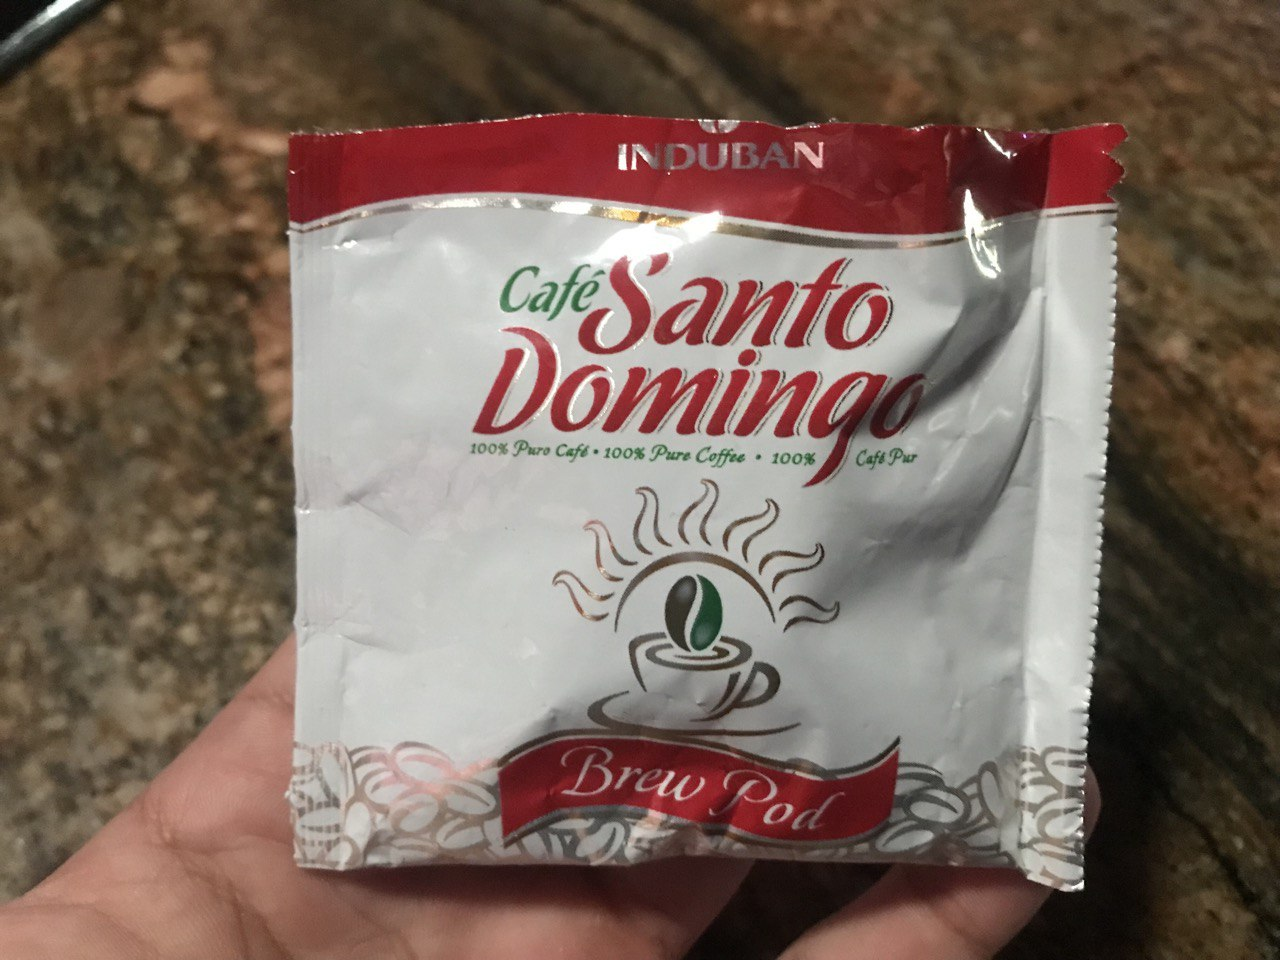 INDUBAN
Café Santo
Domingo
100% Puro Café • 100% Pure Coffee • 100% Café Pur
Brew Pod